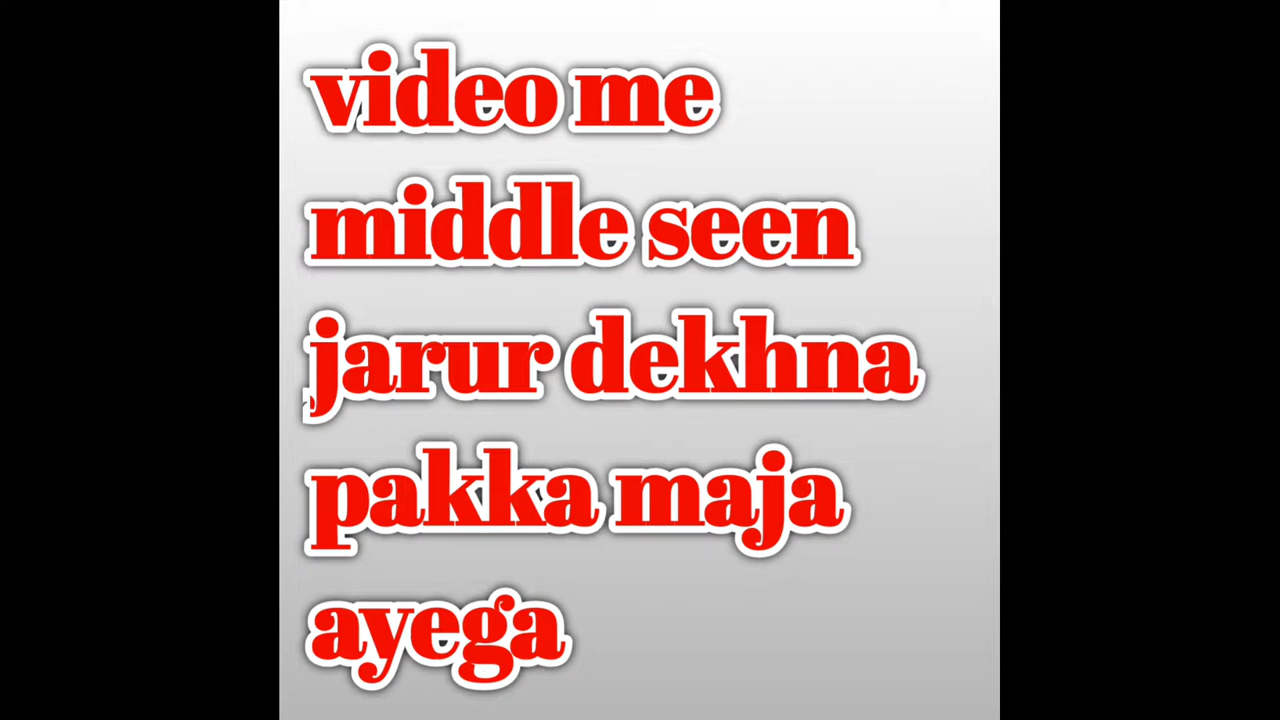 video me
middle seen
jarur dekhna
pakka maja
ayega